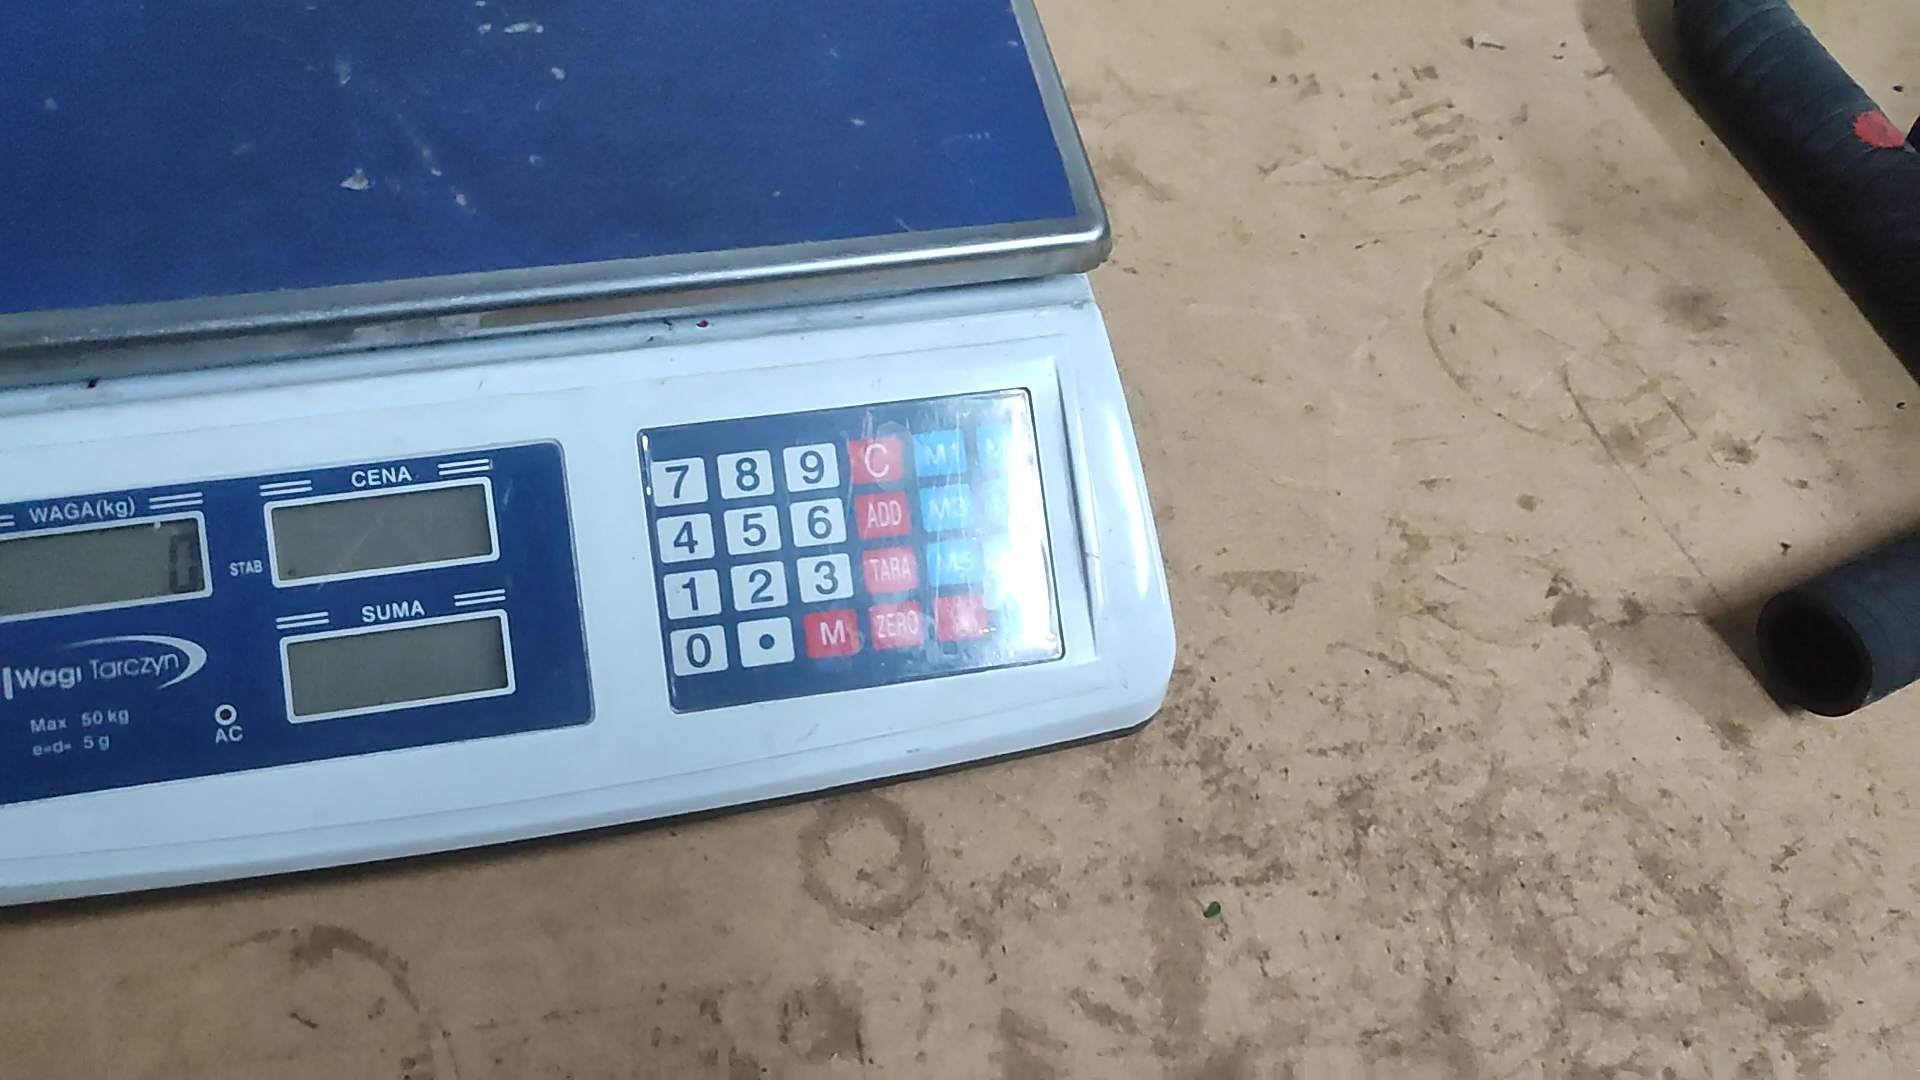 WAGA(kg)
0
STAB
CENA
SUMA
Wagi Tarczyn
Max 50 kg
e=d= 5 g
AC
7 8 9 C M1 M
4 5 6 ADD M3 M
1 2 3 TARA M5
0 . M ZERO